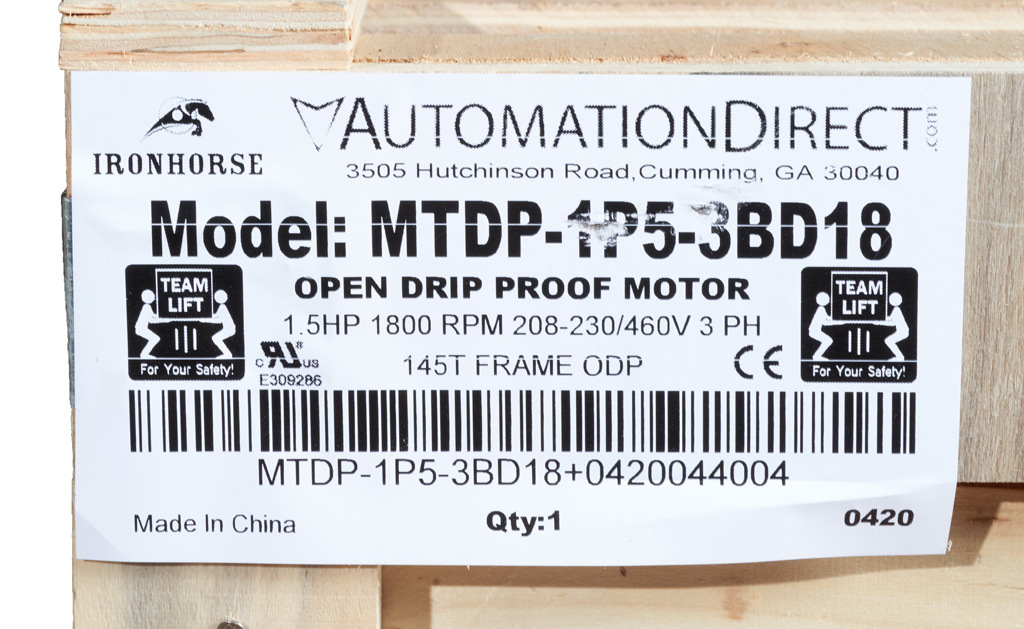 IRONHORSE
AUTOMATIONDIRECT.com
3505 Hutchinson Road,Cumming, GA 30040
Model: MTDP-1P5-3BD18
TEAM LIFT
For Your Safety!
OPEN DRIP PROOF MOTOR
1.5HP 1800 RPM 208-230/460V 3 PH
c RU® US
E309286
145T FRAME ODP
CE
TEAM LIFT
For Your Safety!
MTDP-1P5-3BD18+0420044004
Made In China
Qty:1
0420